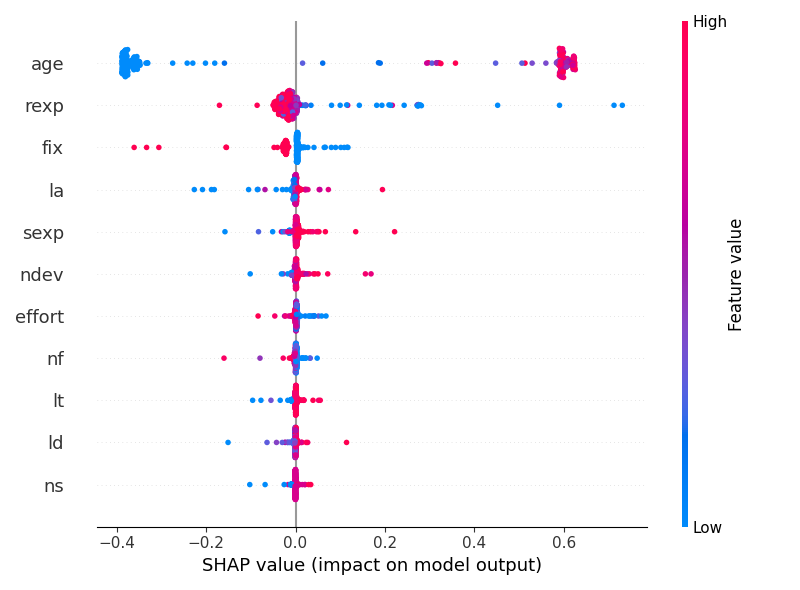 High
age
rexp
fix
la
sexp
ndev
effort
nf
lt
ld
ns
Feature value
Low
−0.4 −0.2 0.0 0.2 0.4 0.6
SHAP value (impact on model output)